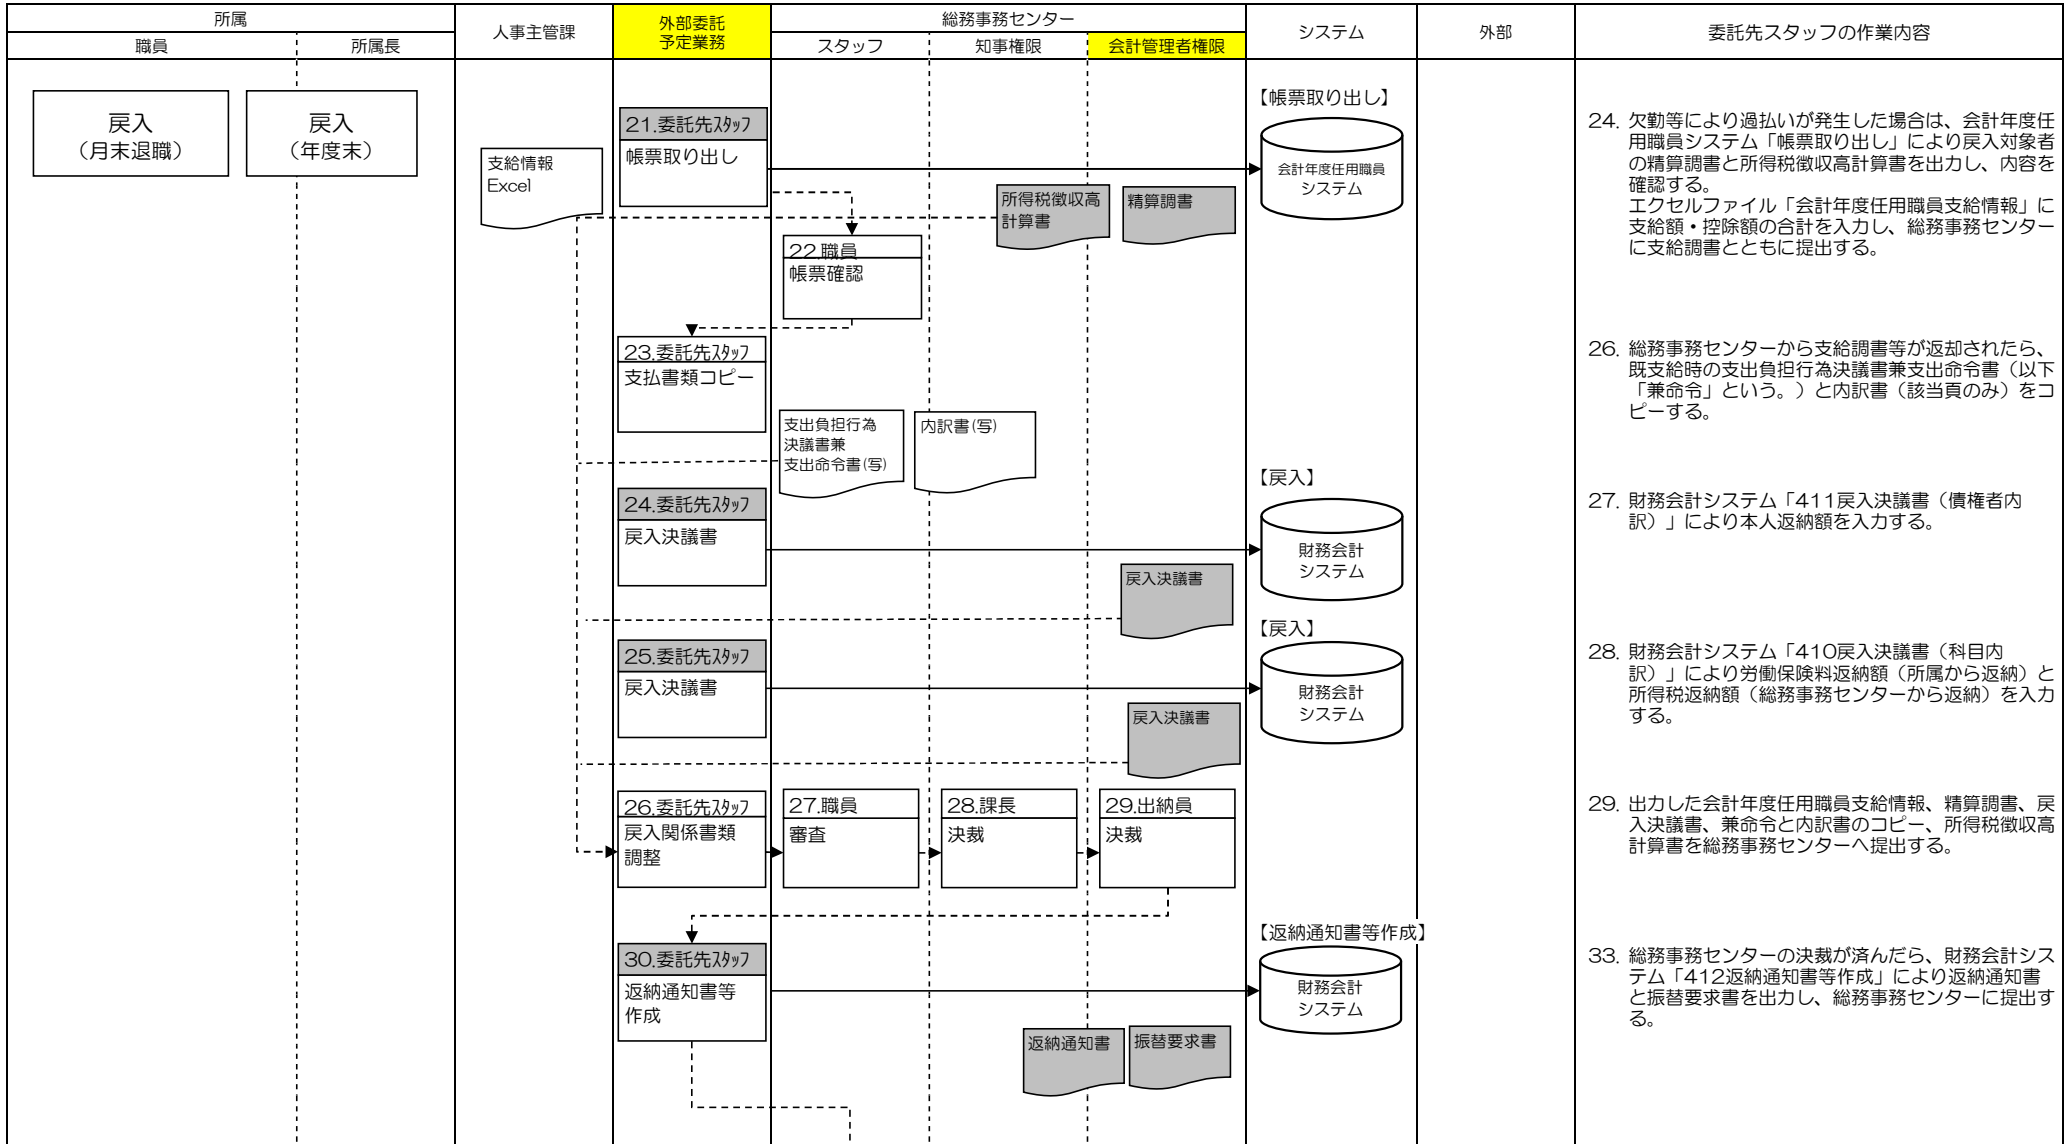 所属
職員
所属長
人事主管課
外部委託
予定業務
総務事務センター
スタッフ
知事権限
会計管理者権限
システム
外部
委託先スタッフの作業内容
戻入
（月末退職）
戻入
（年度末）
支給情報
Excel
21.委託先ｽﾀｯﾌ
帳票取り出し
【帳票取り出し】
会計年度任用職員
システム
所得税徴収高
計算書
精算調書
22.職員
帳票確認
23.委託先ｽﾀｯﾌ
支払書類コピー
支出負担行為
決議書兼
支出命令書(写)
内訳書(写)
24.委託先ｽﾀｯﾌ
戻入決議書
【戻入】
財務会計
システム
戻入決議書
25.委託先ｽﾀｯﾌ
戻入決議書
【戻入】
財務会計
システム
戻入決議書
26.委託先ｽﾀｯﾌ
戻入関係書類
調整
27.職員
審査
28.課長
決裁
29.出納員
決裁
30.委託先ｽﾀｯﾌ
返納通知書等
作成
【返納通知書等作成】
財務会計
システム
返納通知書
振替要求書
24. 欠勤等により過払いが発生した場合は、会計年度任
用職員システム「帳票取り出し」により戻入対象者
の精算調書と所得税徴収高計算書を出力し、内容を
確認する。
エクセルファイル「会計年度任用職員支給情報」に
支給額・控除額の合計を入力し、総務事務センター
に支給調書とともに提出する。
26. 総務事務センターから支給調書等が返却されたら、
既支給時の支出負担行為決議書兼支出命令書（以下
「兼命令」という。）と内訳書（該当頁のみ）をコ
ピーする。
27. 財務会計システム「411戻入決議書（債権者内
訳）」により本人返納額を入力する。
28. 財務会計システム「410戻入決議書（科目内
訳）」により労働保険料返納額（所属から返納）と
所得税返納額（総務事務センターから返納）を入力
する。
29. 出力した会計年度任用職員支給情報、精算調書、戻
入決議書、兼命令と内訳書のコピー、所得税徴収高
計算書を総務事務センターへ提出する。
33. 総務事務センターの決裁が済んだら、財務会計シス
テム「412返納通知書等作成」により返納通知書
と振替要求書を出力し、総務事務センターに提出す
る。